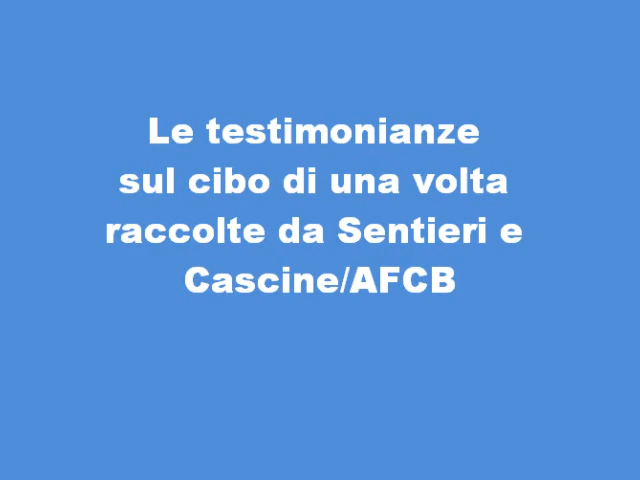 Le testimonianze
sul cibo di una volta
raccolte da Sentieri e
Cascine/AFCB